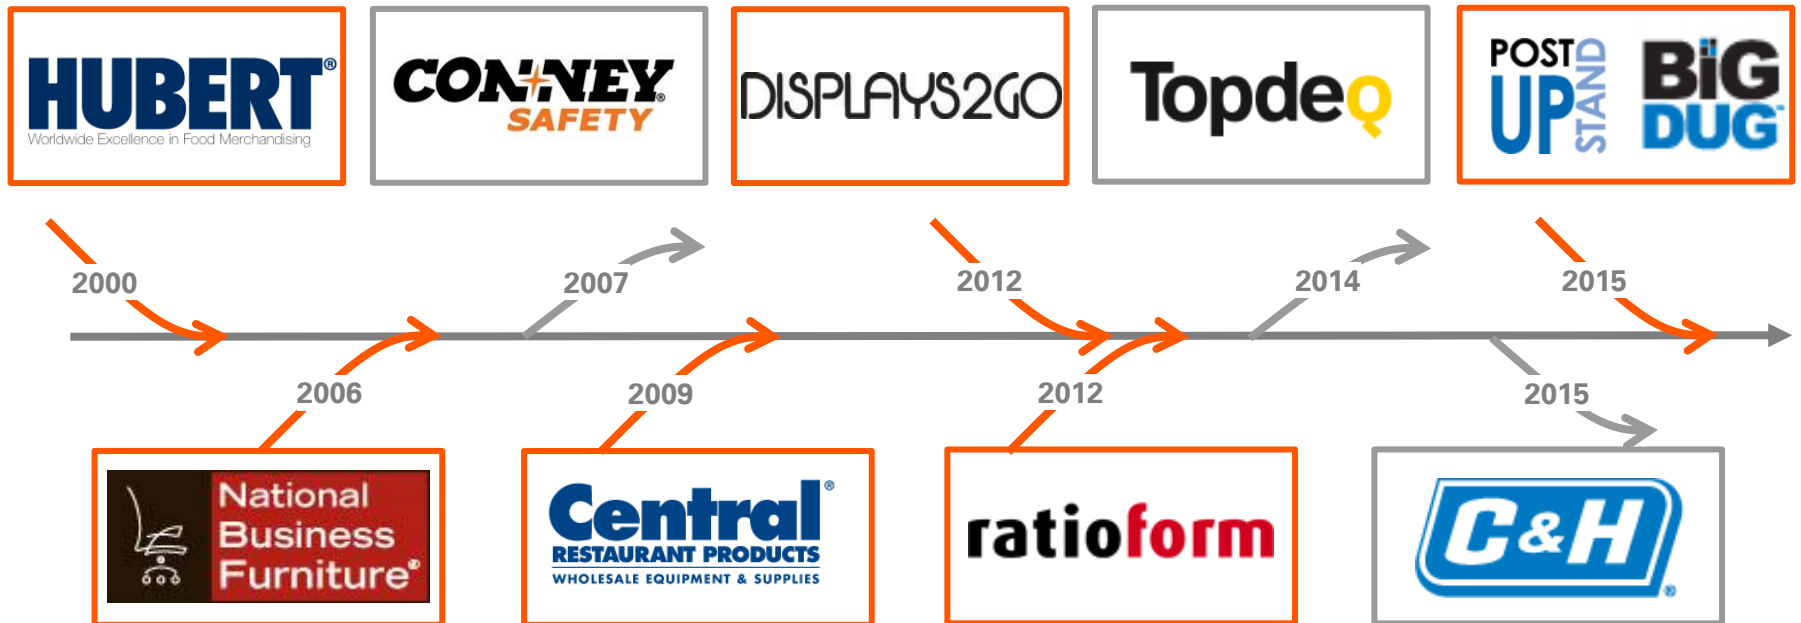 HUBERT®
Worldwide Excellence in Food Merchandising
CONNEY®
SAFETY
DISPLAYS2GO
Topdeq
POST
UP
STAND
BiG
DUG™
2000
2007
2012
2014
2015
2006
2009
2012
2015
National
Business
Furniture®
Central®
RESTAURANT PRODUCTS
WHOLESALE EQUIPMENT & SUPPLIES
ratioform
C&H®